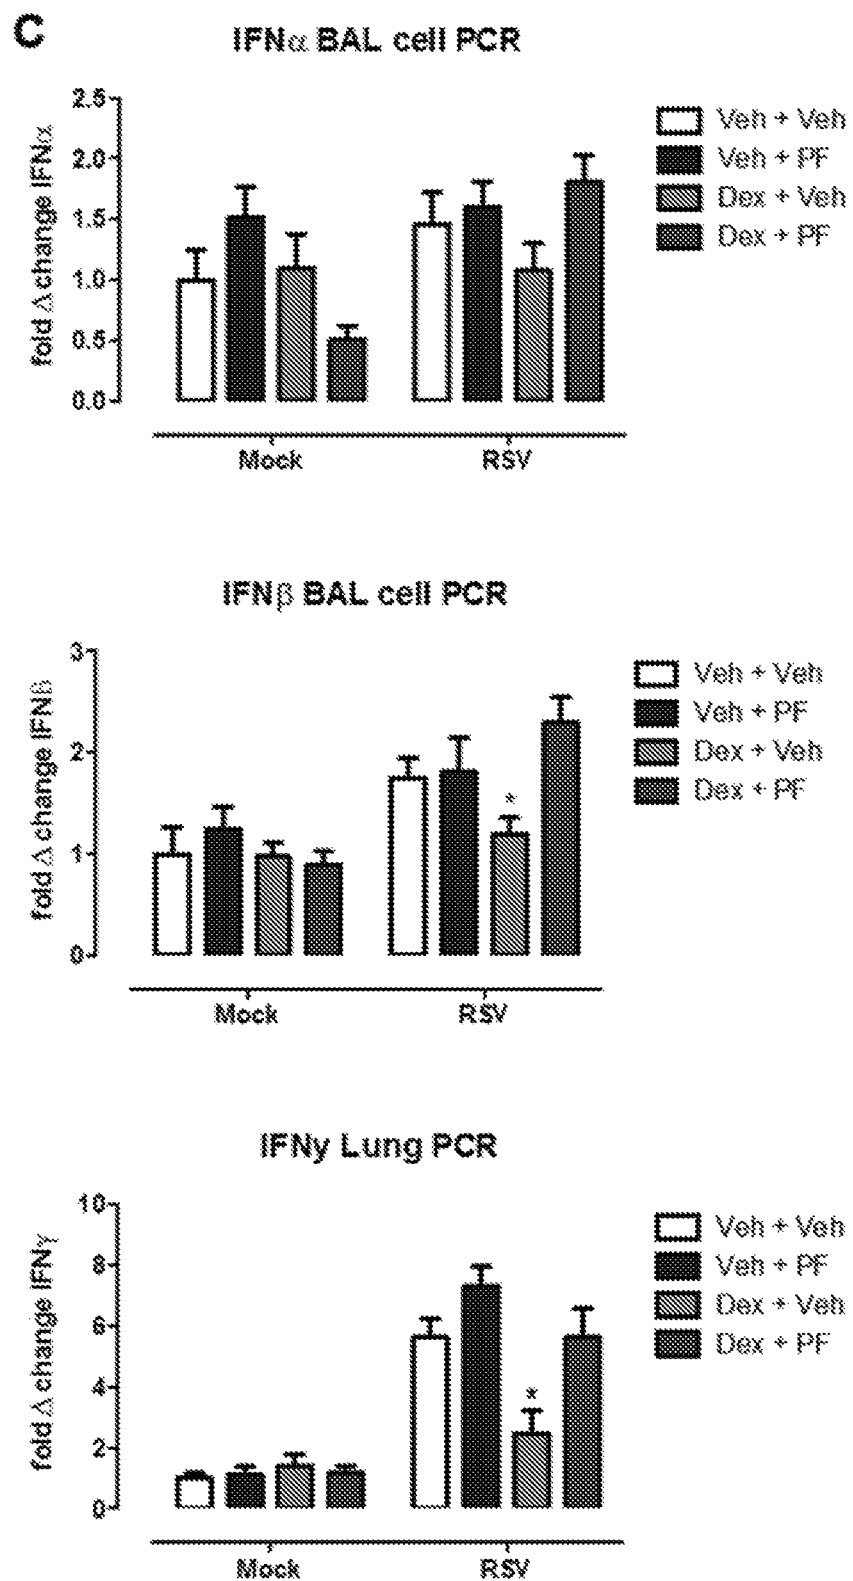 C
IFNα BAL cell PCR
fold Δ change IFNα
2.5
2.0
1.5
1.0
0.5
0.0
Mock
RSV
Veh + Veh
Veh + PF
Dex + Veh
Dex + PF
IFNβ BAL cell PCR
fold Δ change IFNβ
3
2
1
0
*
Mock
RSV
Veh + Veh
Veh + PF
Dex + Veh
Dex + PF
IFNy Lung PCR
fold Δ change IFNγ
10
8
6
4
2
0
*
Mock
RSV
Veh + Veh
Veh + PF
Dex + Veh
Dex + PF